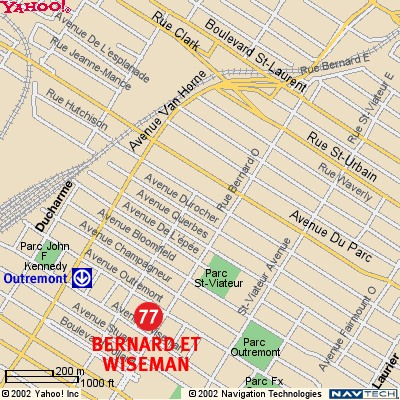 YAHOO!
Avenue De L'esplanade
Rue Jeanne-Mance
Rue Clark
Boulevard St-Laurent
Rue Bernard E
Rue St-Viateur E
Rue Hutchison
Avenue Van Horne
Rue St-Urbain
Rue Waverly
Avenue Du Parc
Rue Bernard O
Avenue Durocher
Avenue Querbes
Avenue De L'épée
Avenue Bloomfield
Avenue Champagneur
Avenue Outremont
Ducharme
Parc John
F
Kennedy
Outremont
Parc
St-Viateur
St-Viateur Avenue
Avenue Fairmount O
Laurier
77
BERNARD ET
WISEMAN
Parc
Outremont
Parc Fx
200 m
1000 ft
©2002 Yahoo! Inc
© 2002 Navigation Technologies
NAVTECH